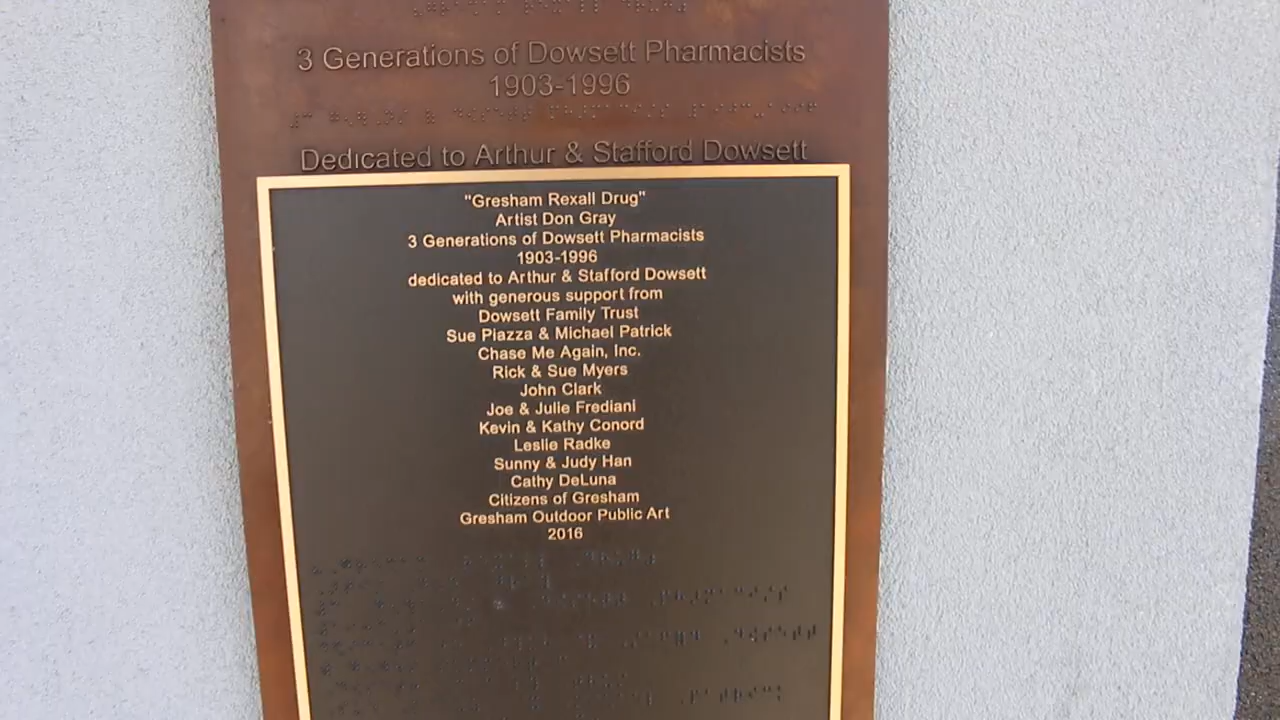 3 Generations of Dowsett Pharmacists
1903-1996
Dedicated to Arthur & Stafford Dowsett
"Gresham Rexall Drug"
Artist Don Gray
3 Generations of Dowsett Pharmacists
1903-1996
dedicated to Arthur & Stafford Dowsett
with generous support from
Dowsett Family Trust
Sue Piazza & Michael Patrick
Chase Me Again, Inc.
Rick & Sue Myers
John Clark
Joe & Julie Frediani
Kevin & Kathy Conord
Leslie Radke
Sunny & Judy Han
Cathy DeLuna
Citizens of Gresham
Gresham Outdoor Public Art
2016